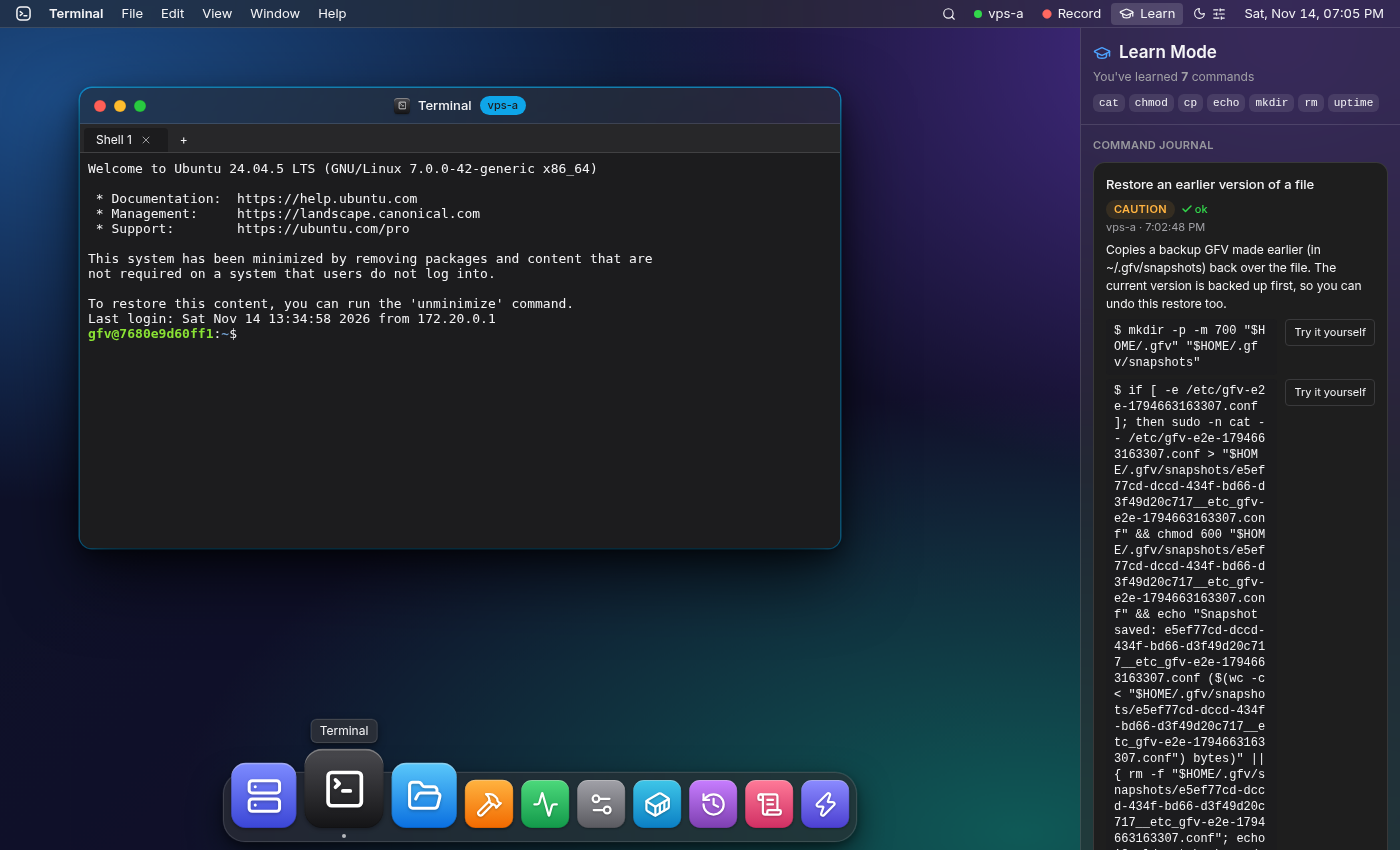 Terminal File Edit View Window Help vps-a Record Learn Sat, Nov 14, 07:05 PM
Terminal vps-a
Shell 1 +
Welcome to Ubuntu 24.04.5 LTS (GNU/Linux 7.0.0-42-generic x86_64)
* Documentation: https://help.ubuntu.com
* Management: https://landscape.canonical.com
* Support: https://ubuntu.com/pro
This system has been minimized by removing packages and content that are
not required on a system that users do not log into.
To restore this content, you can run the 'unminimize' command.
Last login: Sat Nov 14 13:34:58 2026 from 172.20.0.1
gfv@7680e9d60ff1:~$
Terminal
Learn Mode
You've learned 7 commands
cat chmod cp echo mkdir rm uptime
COMMAND JOURNAL
Restore an earlier version of a file
CAUTION ok
vps-a · 7:02:48 PM
Copies a backup GFV made earlier (in
~/.gfv/snapshots) back over the file. The
current version is backed up first, so you can
undo this restore too.
$ mkdir -p -m 700 "$H
OME/.gfv" "$HOME/.gf
v/snapshots"
Try it yourself
$ if [ -e /etc/gfv-e2
e-1794663163307.conf
]; then sudo -n cat -
- /etc/gfv-e2e-179466
3163307.conf > "$HOM
E/.gfv/snapshots/e5ef
77cd-dccd-434f-bd66-d
3f49d20c717__etc_gfv-
e2e-1794663163307.con
f" && chmod 600 "$HOM
E/.gfv/snapshots/e5ef
77cd-dccd-434f-bd66-d
3f49d20c717__etc_gfv-
e2e-1794663163307.con
f" && echo "Snapshot
saved: e5ef77cd-dccd-
434f-bd66-d3f49d20c71
7__etc_gfv-e2e-179466
3163307.conf ($(wc -c
< "$HOME/.gfv/snapsho
ts/e5ef77cd-dccd-434f
-bd66-d3f49d20c717__e
tc_gfv-e2e-1794663163
307.conf") bytes)" ||
{ rm -f "$HOME/.gfv/s
napshots/e5ef77cd-dcc
d-434f-bd66-d3f49d20c
717__etc_gfv-e2e-1794
663163307.conf"; echo
Try it yourself